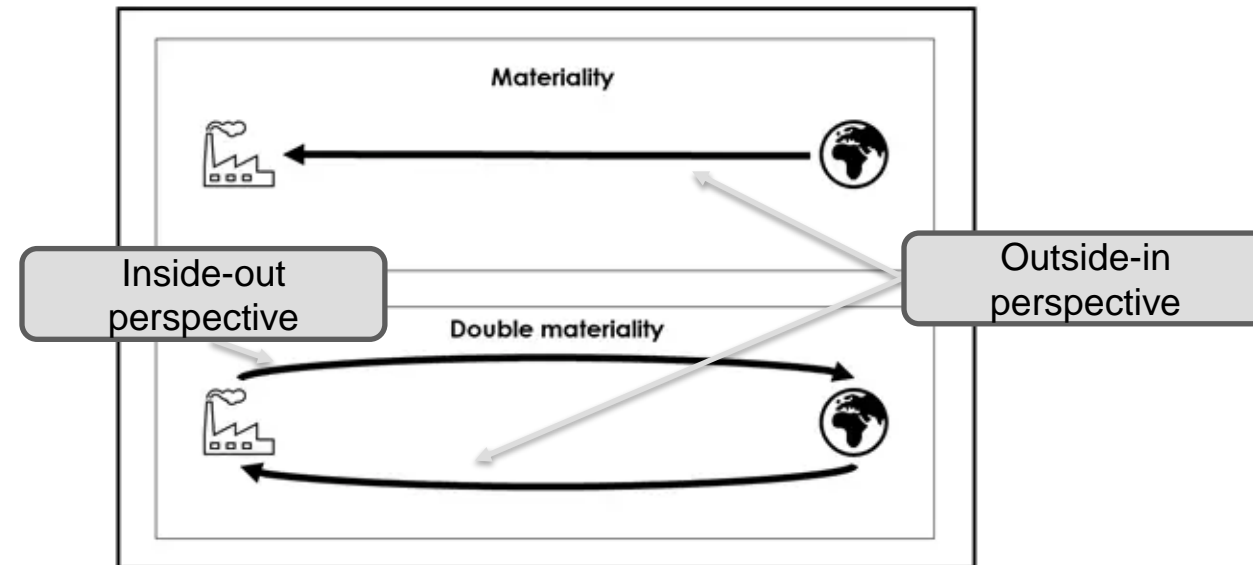 Materiality
Inside-out
perspective
Outside-in
perspective
Double materiality